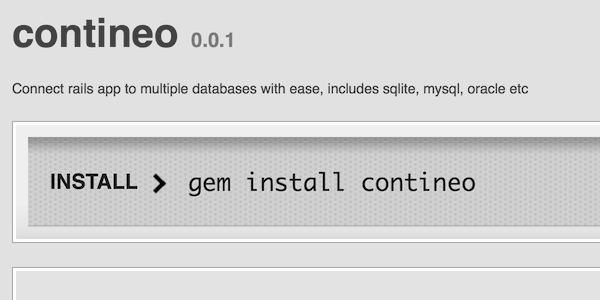 contineo 0.0.1
Connect rails app to multiple databases with ease, includes sqlite, mysql, oracle etc
INSTALL > gem install contineo